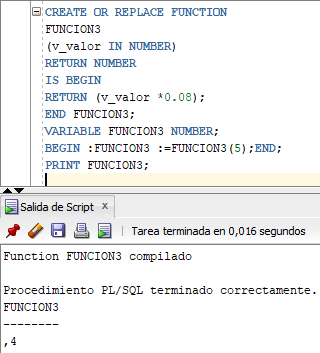 CREATE OR REPLACE FUNCTION
FUNCION3
(v_valor IN NUMBER)
RETURN NUMBER
IS BEGIN
RETURN (v_valor *0.08);
END FUNCION3;
VARIABLE FUNCION3 NUMBER;
BEGIN :FUNCION3 :=FUNCION3(5);END;
PRINT FUNCION3;
Salida de Script x
Tarea terminada en 0,016 segundos
Function FUNCION3 compilado
Procedimiento PL/SQL terminado correctamente.
FUNCION3
--------
,4